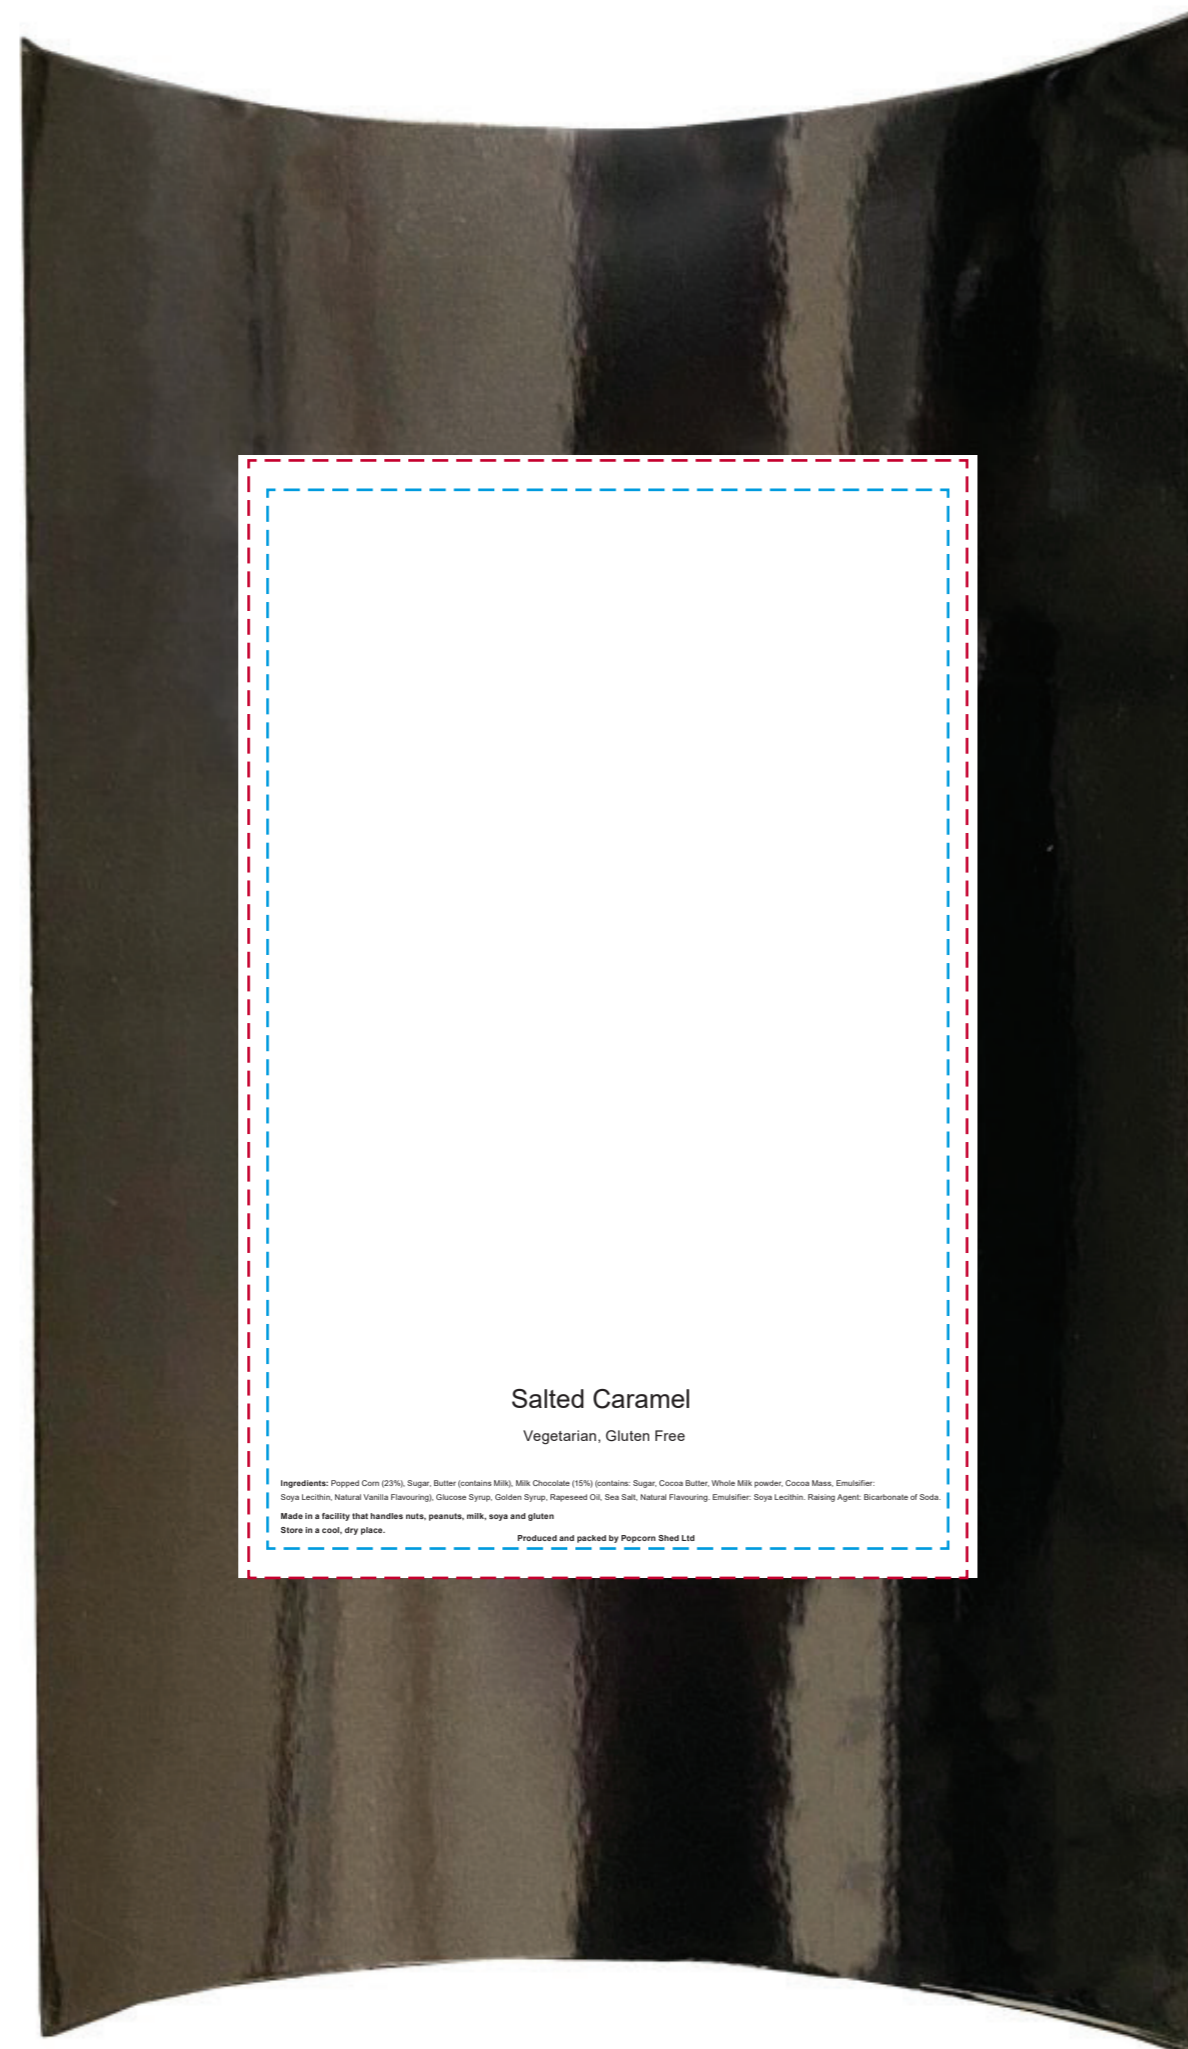 Salted Caramel
Vegetarian, Gluten Free
Ingredients: Popped Corn (23%), Sugar, Butter (contains Milk), Milk Chocolate (15%) (contains: Sugar, Cocoa Butter, Whole Milk powder, Cocoa Mass, Emulsifier:
Soya Lecithin, Natural Vanilla Flavouring), Glucose Syrup, Golden Syrup, Rapeseed Oil, Sea Salt, Natural Flavouring. Emulsifier: Soya Lecithin. Raising Agent: Bicarbonate of Soda.
Made in a facility that handles nuts, peanuts, milk, soya and gluten
Store in a cool, dry place.
Produced and packed by Popcorn Shed Ltd